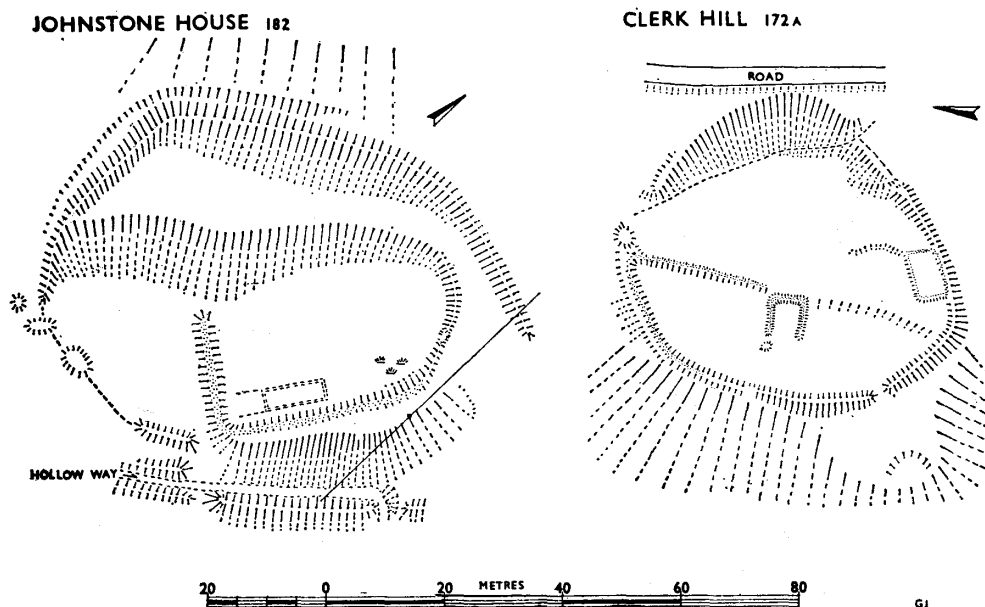 JOHNSTONE HOUSE 182
CLERK HILL 172A
ROAD
HOLLOW WAY
METRES
20 0 20 40 60 80
GJ